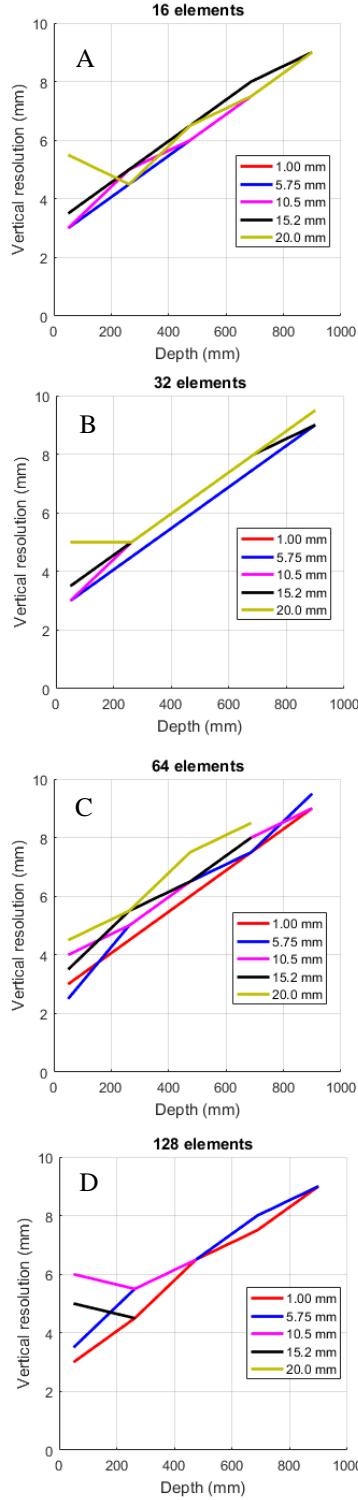 16 elements
A
10
8
6
4
2
0
Vertical resolution (mm)
1.00 mm
5.75 mm
10.5 mm
15.2 mm
20.0 mm
0 200 400 600 800 1000
Depth (mm)
32 elements
B
10
8
6
4
2
0
Vertical resolution (mm)
1.00 mm
5.75 mm
10.5 mm
15.2 mm
20.0 mm
0 200 400 600 800 1000
Depth (mm)
64 elements
C
10
8
6
4
2
0
Vertical resolution (mm)
1.00 mm
5.75 mm
10.5 mm
15.2 mm
20.0 mm
0 200 400 600 800 1000
Depth (mm)
128 elements
D
10
8
6
4
2
0
Vertical resolution (mm)
1.00 mm
5.75 mm
10.5 mm
15.2 mm
20.0 mm
0 200 400 600 800 1000
Depth (mm)